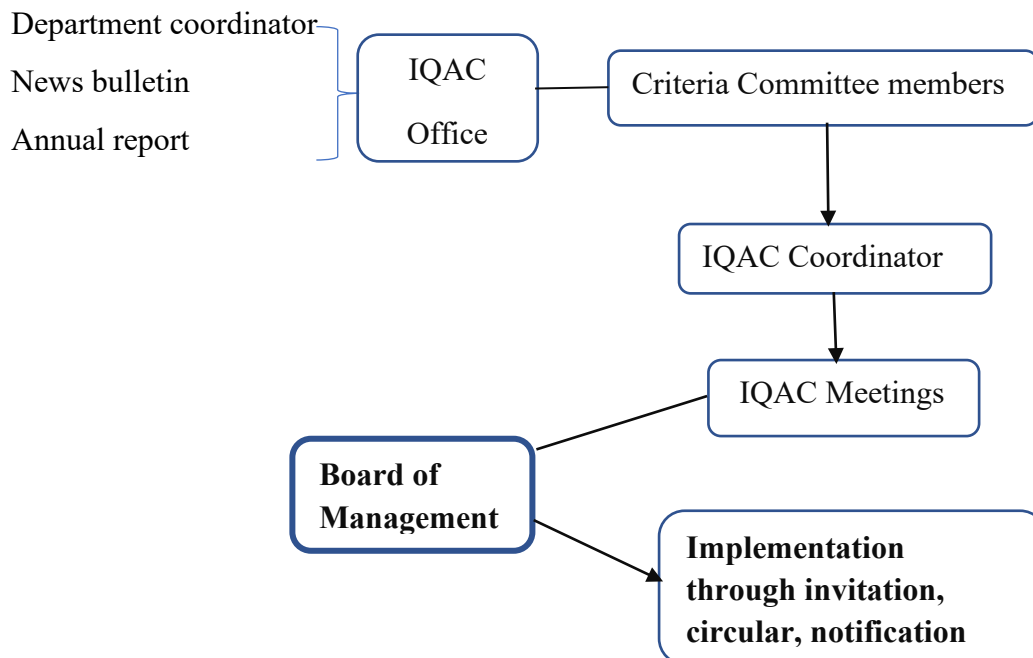 Department coordinator
News bulletin
Annual report
IQAC
Office
Criteria Committee members
IQAC Coordinator
IQAC Meetings
Board of
Management
Implementation
through invitation,
circular, notification